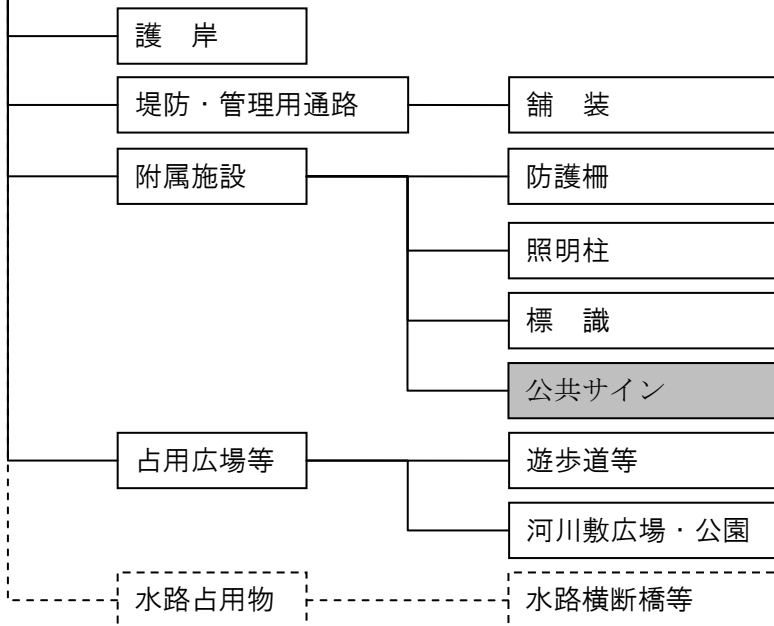 護　岸
堤防・管理用通路
舗　装
附属施設
防護柵
照明柱
標　識
公共サイン
占用広場等
遊歩道等
河川敷広場・公園
水路占用物
水路横断橋等